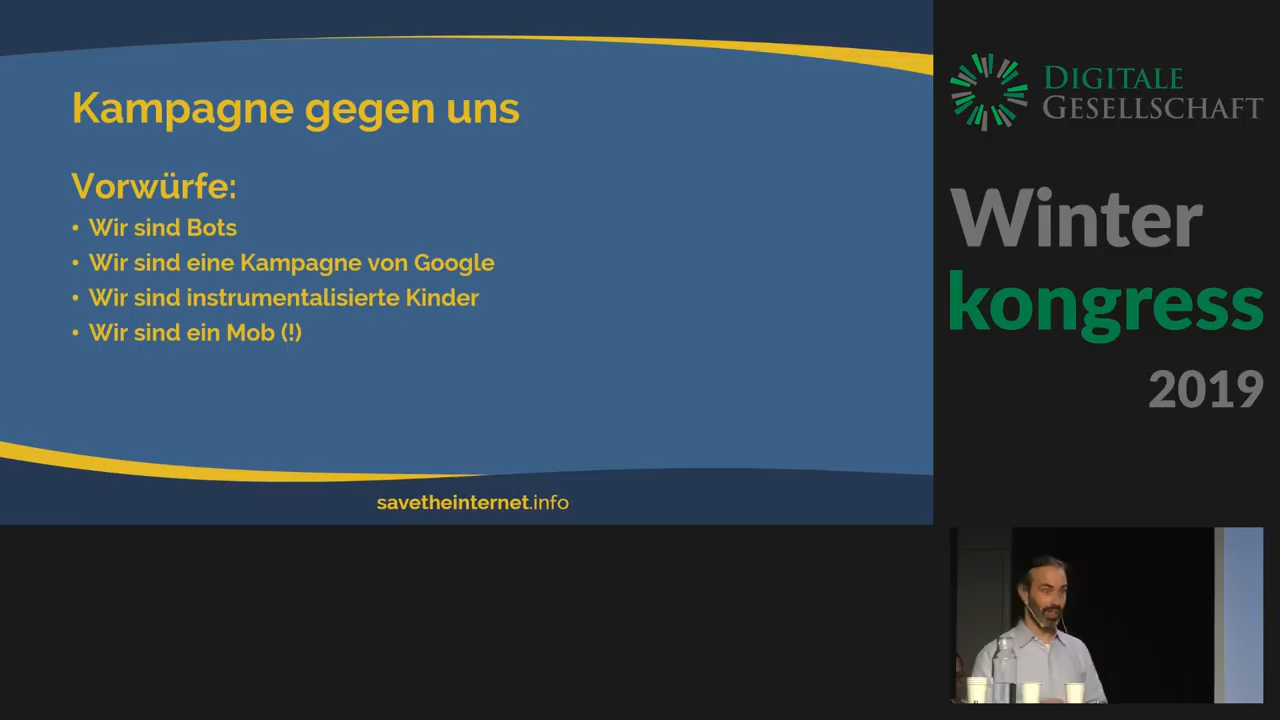 Kampagne gegen uns
Vorwürfe:
• Wir sind Bots
• Wir sind eine Kampagne von Google
• Wir sind instrumentalisierte Kinder
• Wir sind ein Mob (!)
savetheinternet.info
DIGITALE
GESELLSCHAFT
Winter
kongress
2019